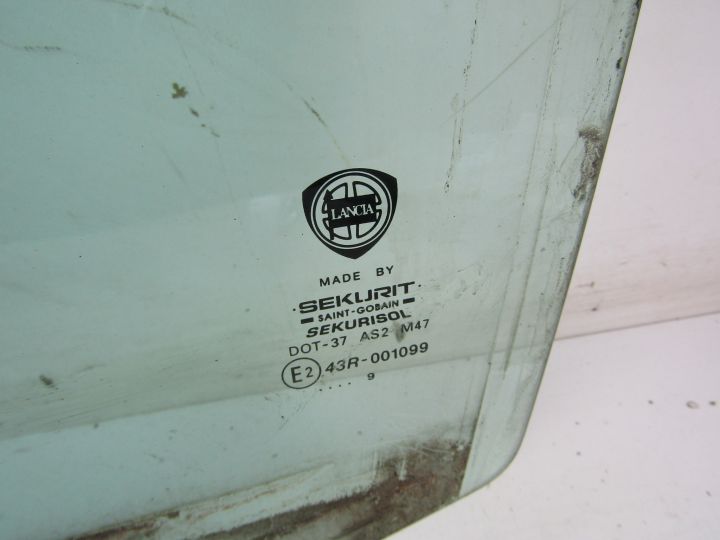 LANCIA
MADE BY
·SEKURIT·
SAINT-GOBAIN
SEKURISOL
DOT-37 AS2 M47
E2 43R-001099
.... 9